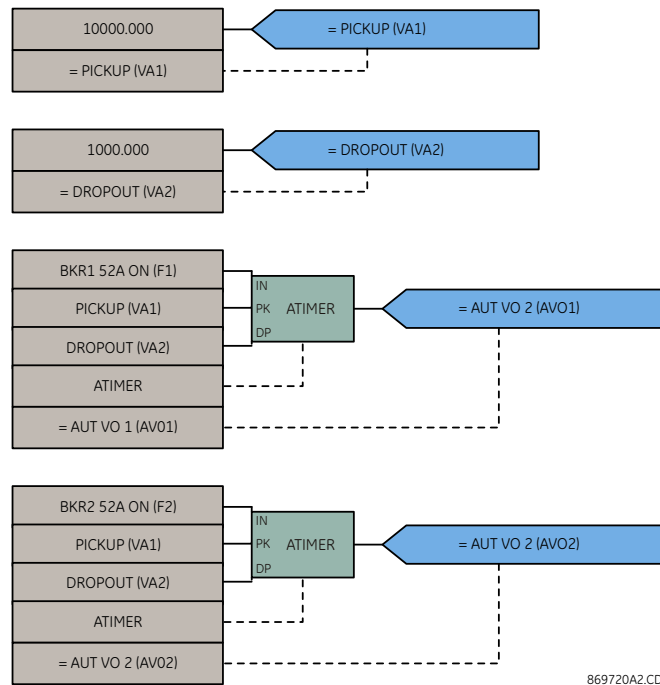 10000.000
= PICKUP (VA1)
= PICKUP (VA1)
1000.000
= DROPOUT (VA2)
= DROPOUT (VA2)
BKR1 52A ON (F1)
PICKUP (VA1)
DROPOUT (VA2)
ATIMER
= AUT VO 1 (AV01)
IN
PK ATIMER
DP
= AUT VO 2 (AVO1)
BKR2 52A ON (F2)
PICKUP (VA1)
DROPOUT (VA2)
ATIMER
= AUT VO 2 (AV02)
IN
PK ATIMER
DP
= AUT VO 2 (AVO2)
869720A2.CD